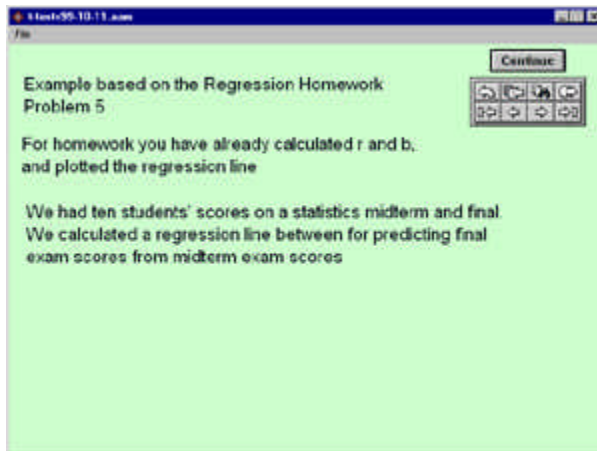 File
Continue
Example based on the Regression Homework
Problem 5
For homework you have already calculated r and b,
and plotted the regression line
We had ten students' scores on a statistics midterm and final.
We calculated a regression line between for predicting final
exam scores from midterm exam scores